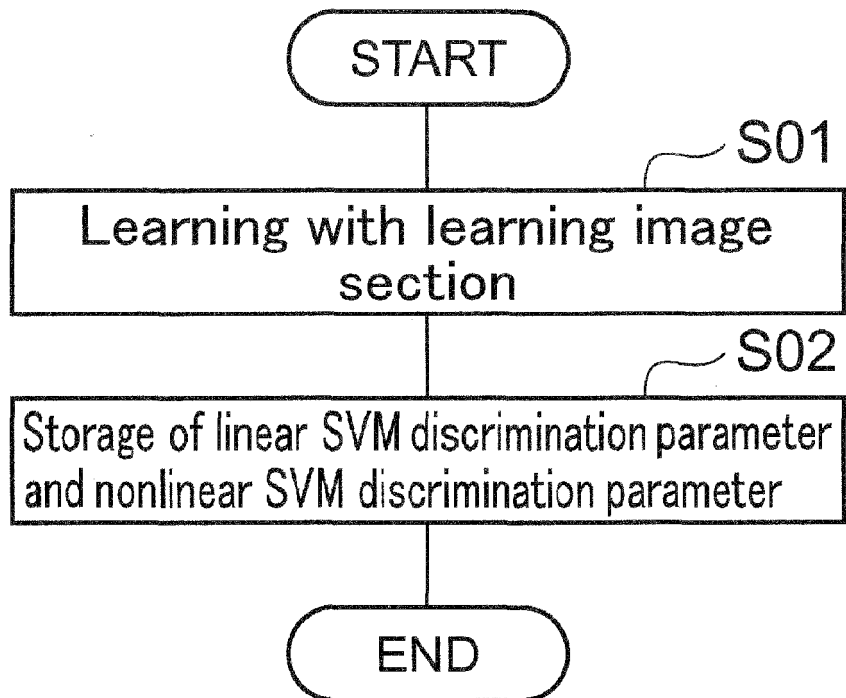 START
S01
Learning with learning image
section
S02
Storage of linear SVM discrimination parameter
and nonlinear SVM discrimination parameter
END